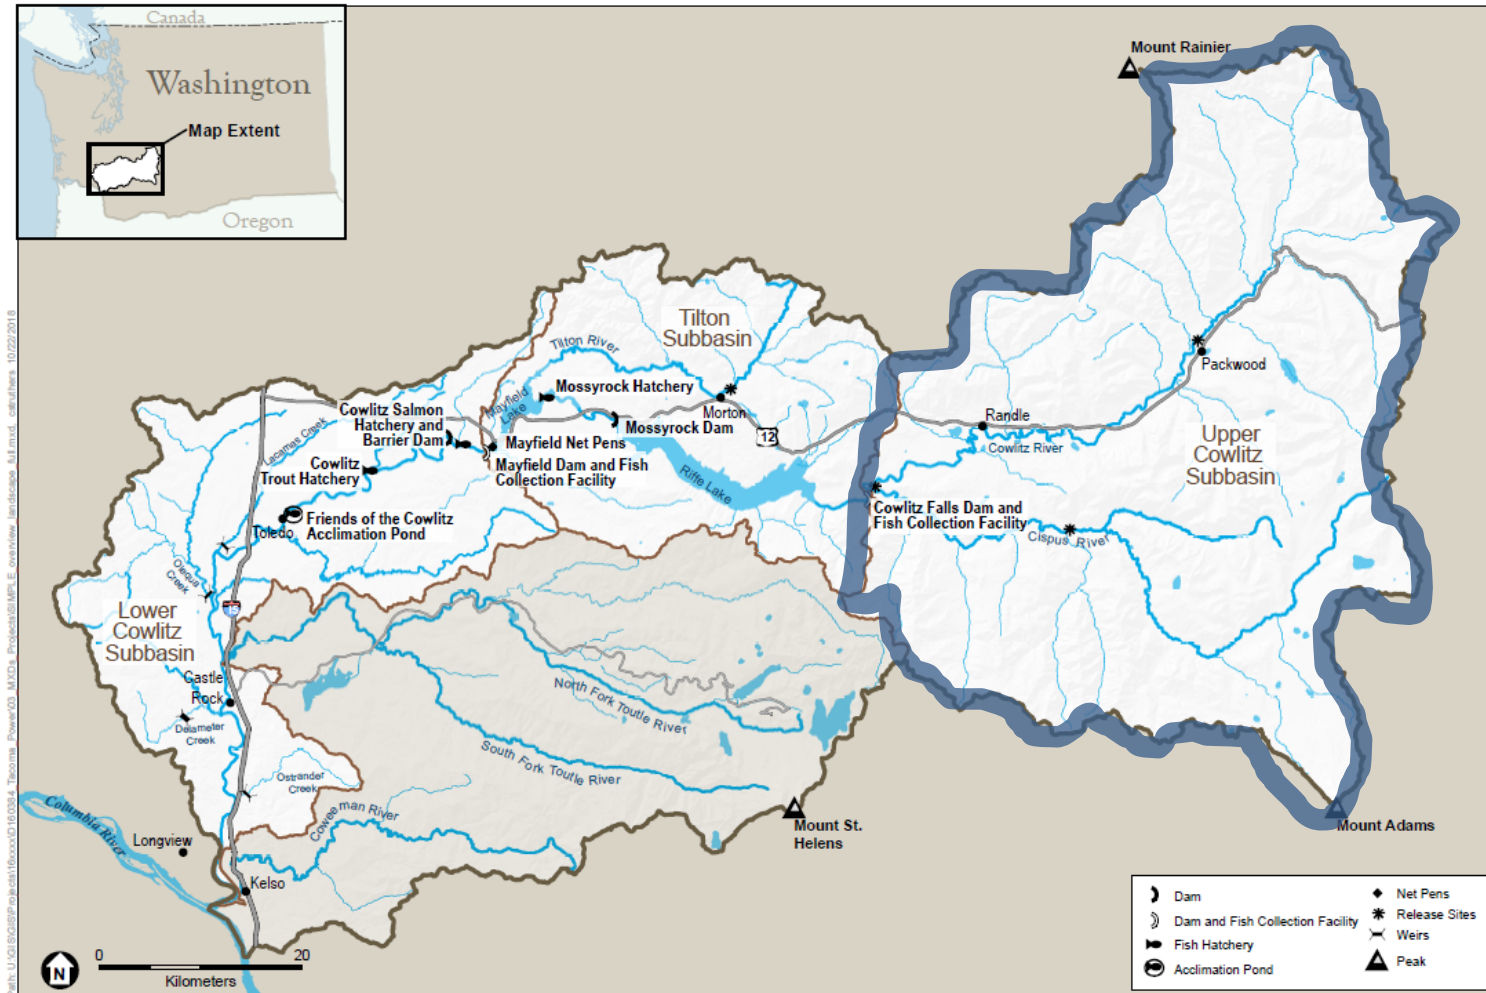 Canada
Washington
Map Extent
Oregon
Mount Rainier
Tilton
Subbasin
Tilton River
Mayfield
Lake
Mossyrock Hatchery
Morton
Mossyrock Dam
12
Packwood
Randle
Cowlitz River
Upper
Cowlitz
Subbasin
Cowlitz Salmon
Hatchery and
Barrier Dam
Lacamas Creek
Mayfield Net Pens
Mayfield Dam and Fish
Collection Facility
Riffe Lake
Cowlitz
Trout Hatchery
Cowlitz Falls Dam and
Fish Collection Facility
Cispus River
Friends of the Cowlitz
Acclimation Pond
Toledo
Olequa
Creek
5
Lower
Cowlitz
Subbasin
Castle
Rock
North Fork Toutle River
Delameter
Creek
South Fork Toutle River
Ostrander
Creek
Coweeman River
Columbia River
Longview
Kelso
Mount St.
Helens
Mount Adams
Dam
Dam and Fish Collection Facility
Fish Hatchery
Acclimation Pond
Net Pens
Release Sites
Weirs
Peak
N
0 20
Kilometers